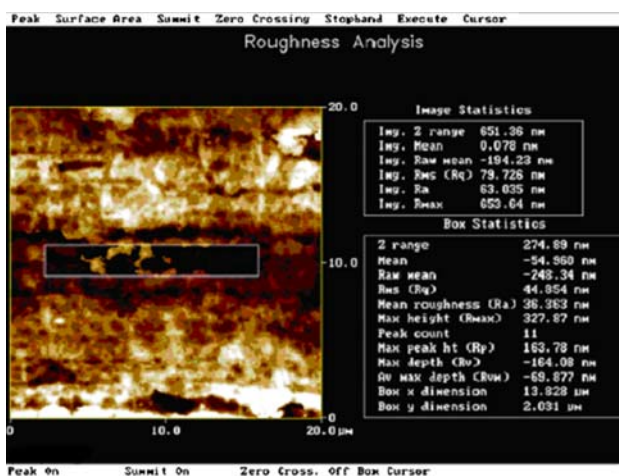 Peak Surface Area Summit Zero Crossing Stopband Execute Cursor
Roughness Analysis
20.0
10.0
0
0 10.0 20.0 µm
Image Statistics
Img. Z range 651.36 nm
Img. Mean 0.078 nm
Img. Raw mean -194.23 nm
Img. Rms (Rq) 79.726 nm
Img. Ra 63.035 nm
Img. Rmax 653.64 nm
Box Statistics
Z range 274.89 nm
Mean -54.960 nm
Raw mean -248.34 nm
Rms (Rq) 44.854 nm
Mean roughness (Ra) 36.363 nm
Max height (Rmax) 327.87 nm
Peak count 11
Max peak ht (Rp) 163.78 nm
Max depth (Rv) -164.08 nm
Av max depth (Rvm) -69.877 nm
Box x dimension 13.828 µm
Box y dimension 2.031 µm
Peak On Summit On Zero Cross. Off Box Cursor